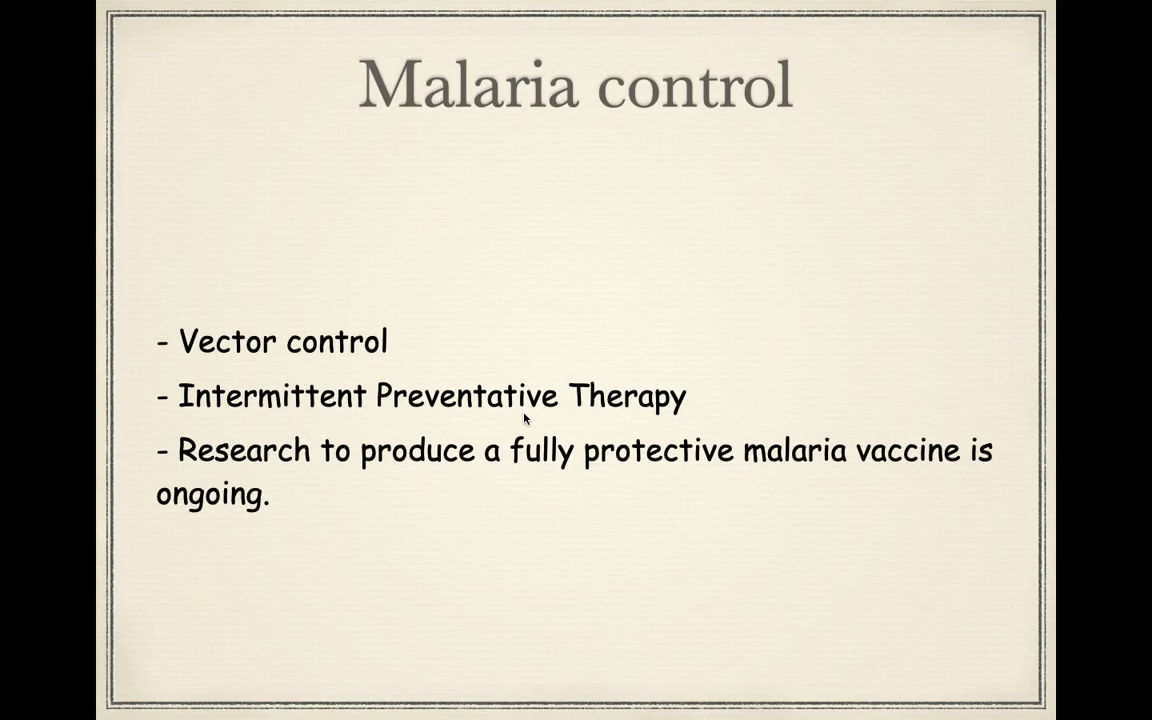 Malaria control
- Vector control
- Intermittent Preventative Therapy
- Research to produce a fully protective malaria vaccine is
ongoing.